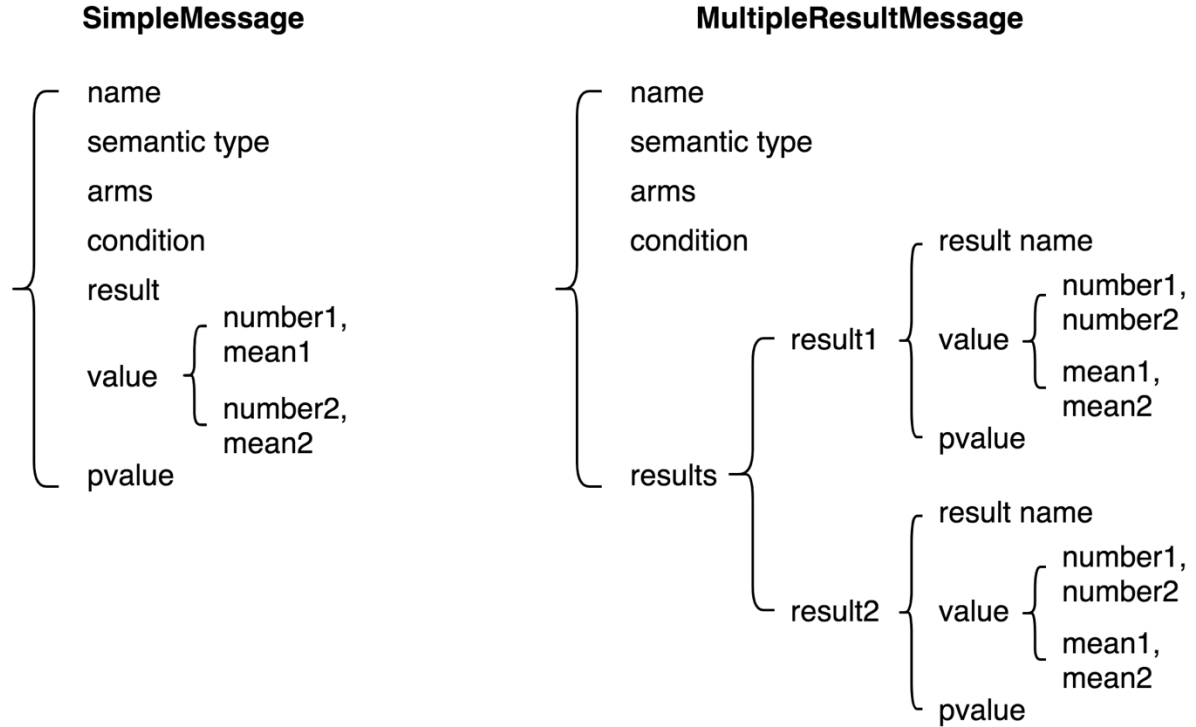 SimpleMessage
name
semantic type
arms
condition
result
value
number1,
mean1
number2,
mean2
pvalue
MultipleResultMessage
name
semantic type
arms
condition
results
result1
result name
value
number1,
number2
mean1,
mean2
pvalue
result2
result name
value
number1,
number2
mean1,
mean2
pvalue